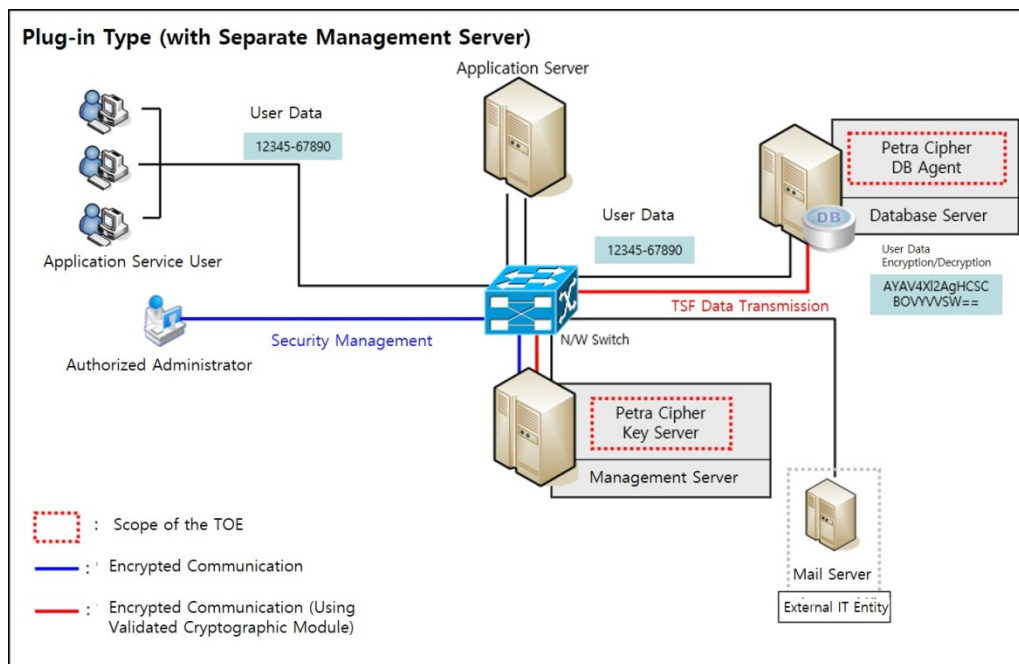 Plug-in Type (with Separate Management Server)
Application Server
User Data
12345-67890
Petra Cipher
DB Agent
DB
Database Server
Application Service User
User Data
12345-67890
User Data
Encryption/Decryption
AYAV4Xl2AgHCSC
BOVYVVSW==
TSF Data Transmission
Security Management
N/W Switch
Authorized Administrator
Petra Cipher
Key Server
Management Server
: Scope of the TOE
: Encrypted Communication
: Encrypted Communication (Using
Validated Cryptographic Module)
Mail Server
External IT Entity